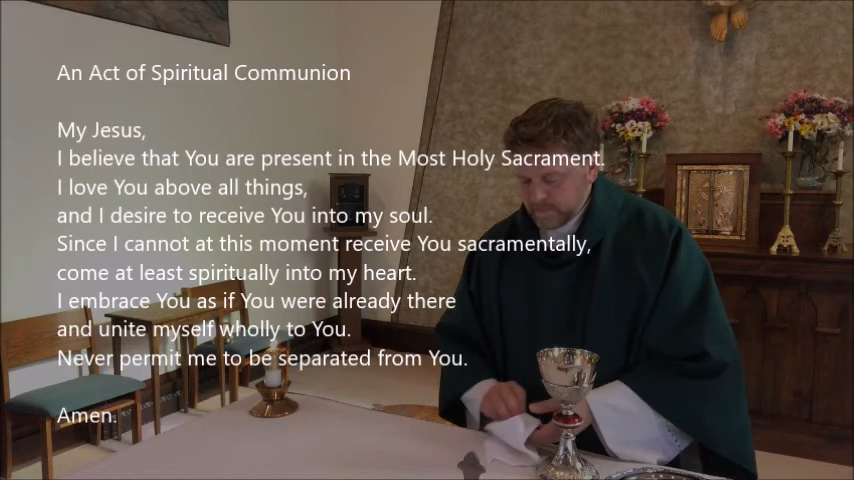 An Act of Spiritual Communion
My Jesus,
I believe that You are present in the Most Holy Sacrament.
I love You above all things,
and I desire to receive You into my soul.
Since I cannot at this moment receive You sacramentally,
come at least spiritually into my heart.
I embrace You as if You were already there
and unite myself wholly to You.
Never permit me to be separated from You.
Amen.